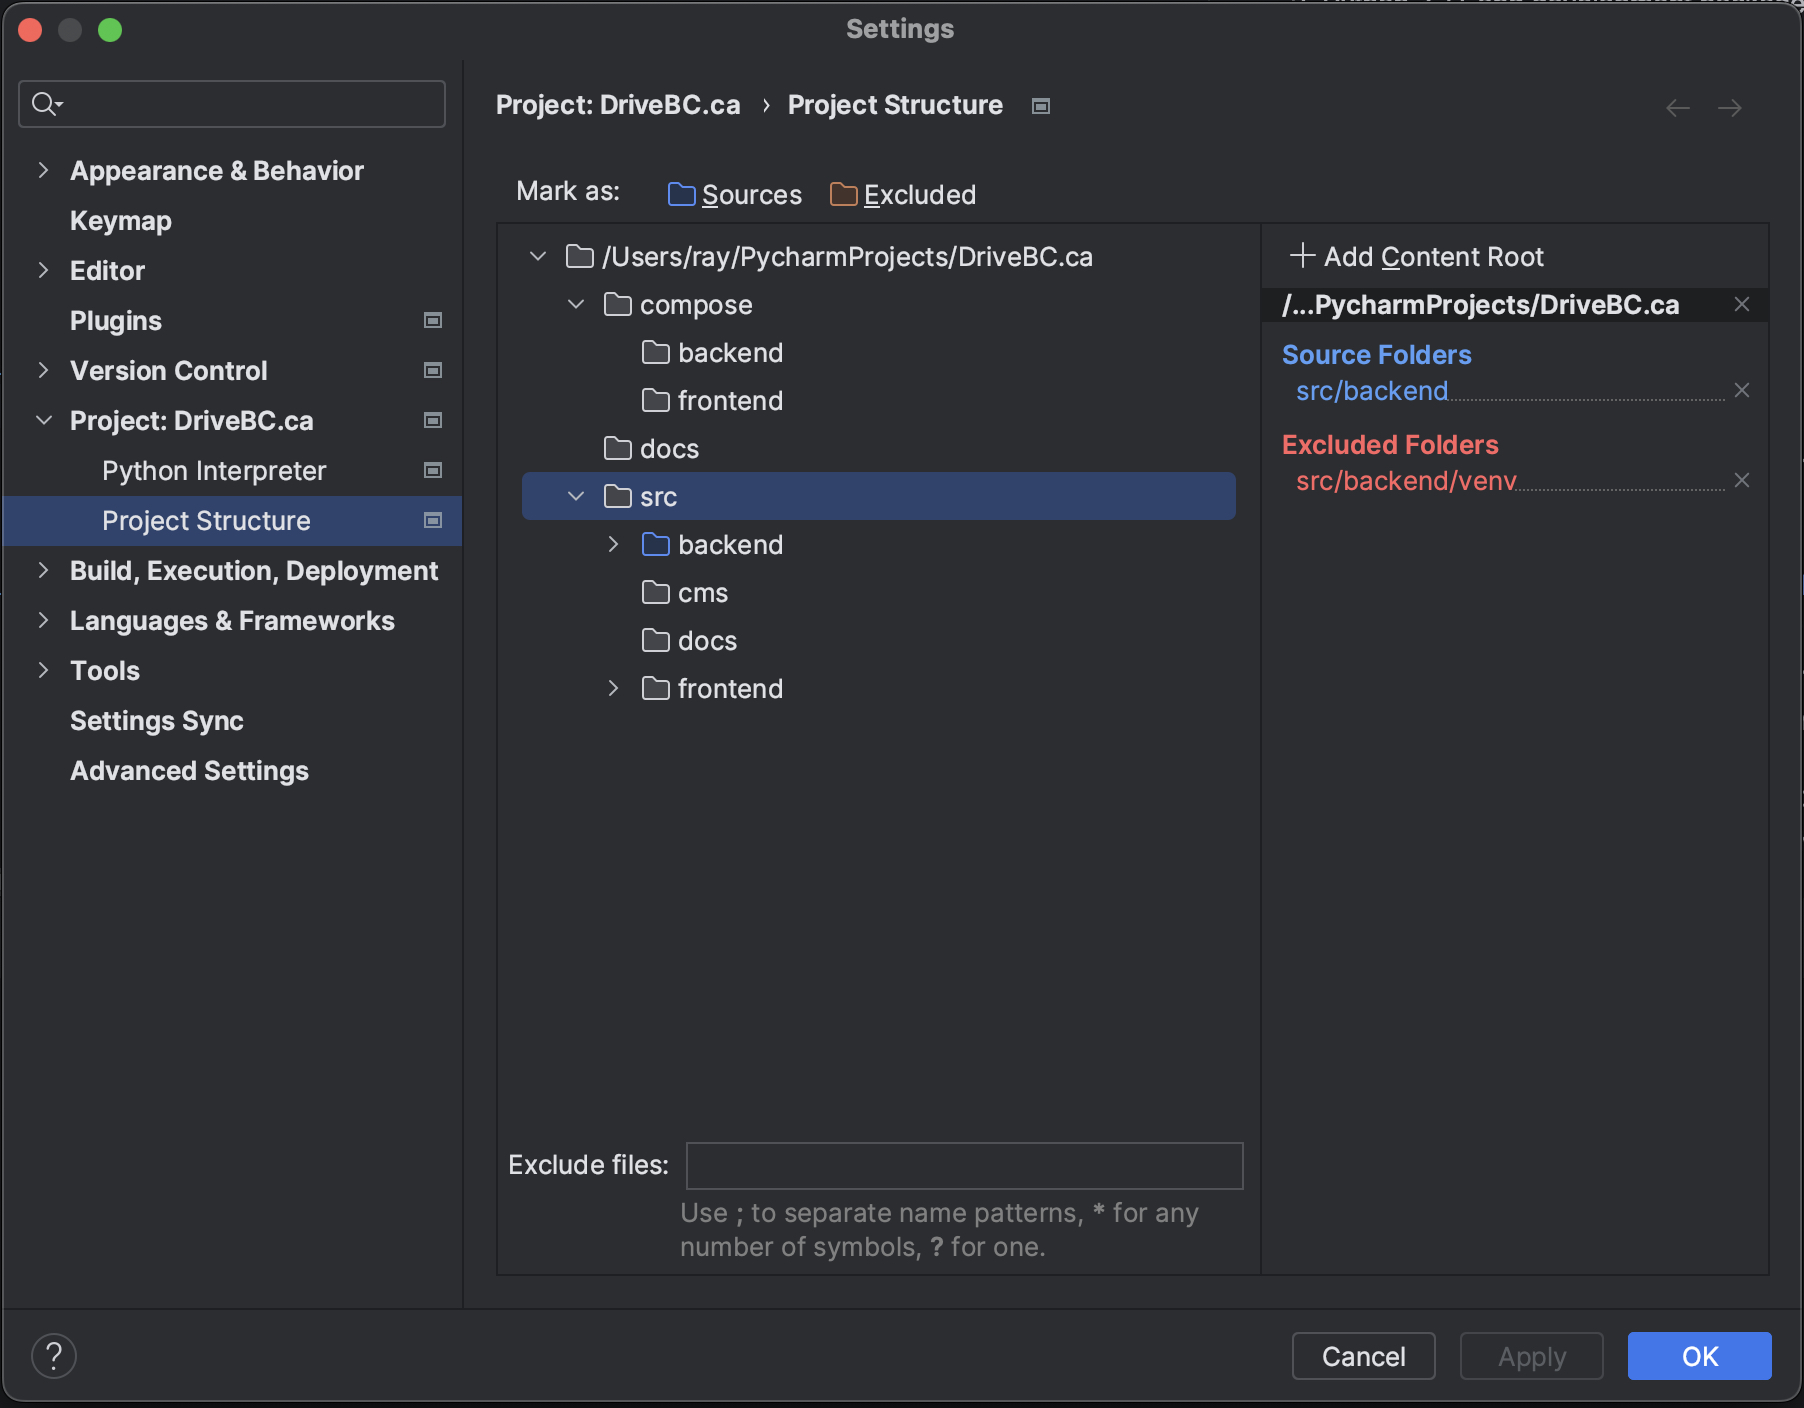 Settings
Appearance & Behavior
Keymap
Editor
Plugins
Version Control
Project: DriveBC.ca
Python Interpreter
Project Structure
Build, Execution, Deployment
Languages & Frameworks
Tools
Settings Sync
Advanced Settings
Project: DriveBC.ca › Project Structure
Mark as: Sources Excluded
/Users/ray/PycharmProjects/DriveBC.ca
compose
backend
frontend
docs
src
backend
cms
docs
frontend
Exclude files:
Use ; to separate name patterns, * for any
number of symbols, ? for one.
Add Content Root
/...PycharmProjects/DriveBC.ca
Source Folders
src/backend
Excluded Folders
src/backend/venv
?
Cancel
Apply
OK